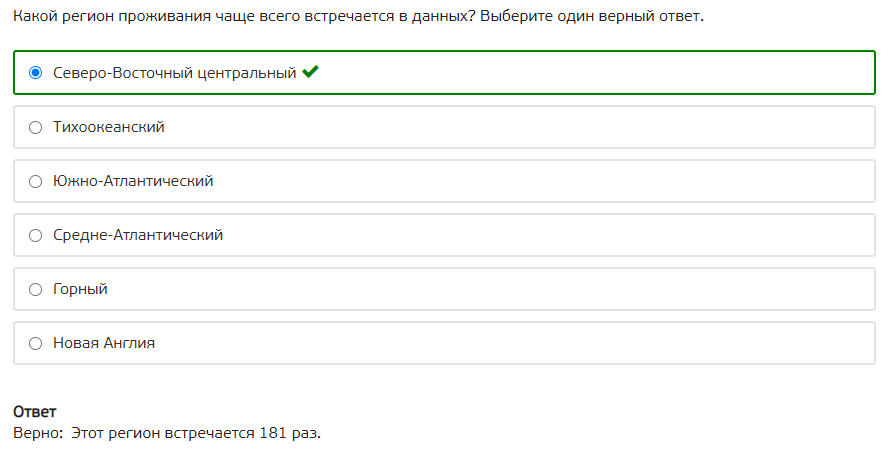 Какой регион проживания чаще всего встречается в данных? Выберите один верный ответ.
Северо-Восточный центральный
Тихоокеанский
Южно-Атлантический
Средне-Атлантический
Горный
Новая Англия
Ответ
Верно: Этот регион встречается 181 раз.